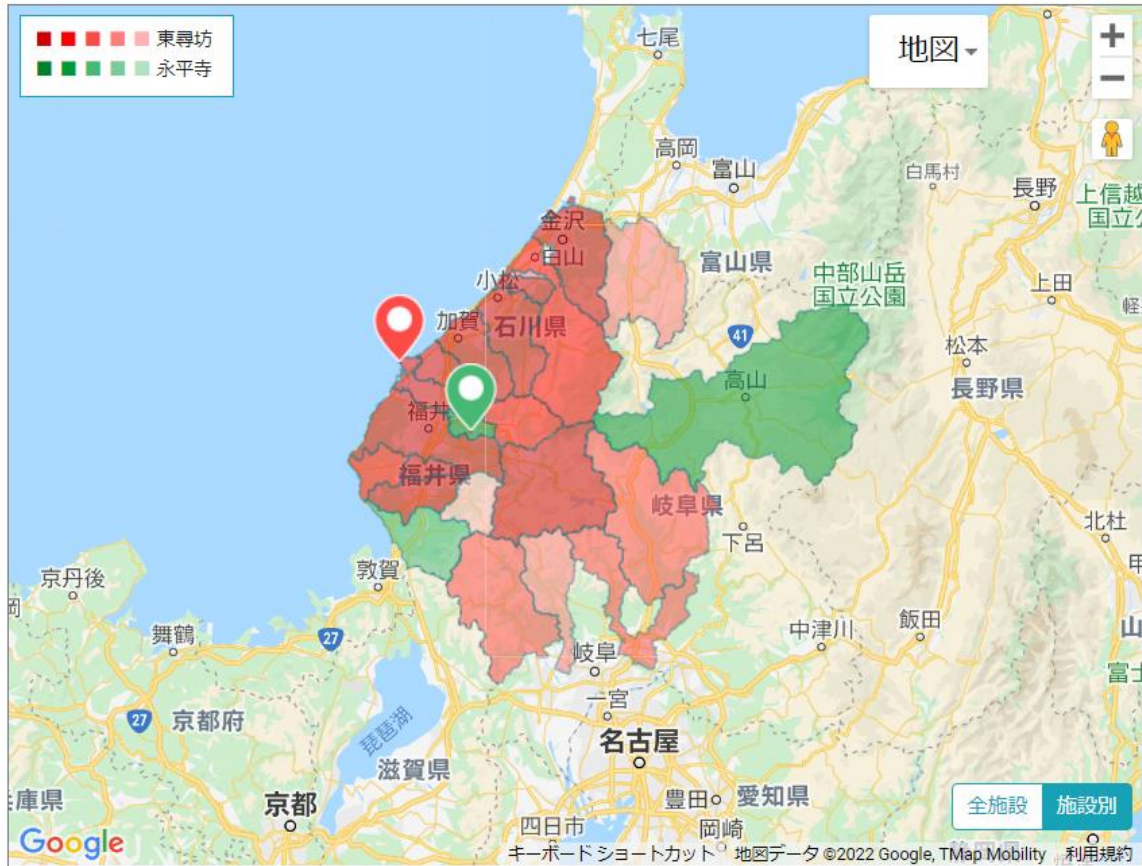 東尋坊
永平寺
地図
七尾
高岡
富山
白馬村
長野
上信越
国立公
金沢
白山
富山県
中部山岳
国立公園
上田
小松
加賀
石川県
41
松本
高山
長野県
福井
福井県
岐阜県
北杜
下呂
敦賀
京丹後
岡
舞鶴
27
飯田
中津川
山
岐阜
富士
一宮
27
京都府
琵琶湖
名古屋
滋賀県
兵庫県
京都
豊田
愛知県
全施設
施設別
四日市
岡崎
Google
キーボード ショートカット
地図データ ©2022 Google, TMap Mobility
利用規約